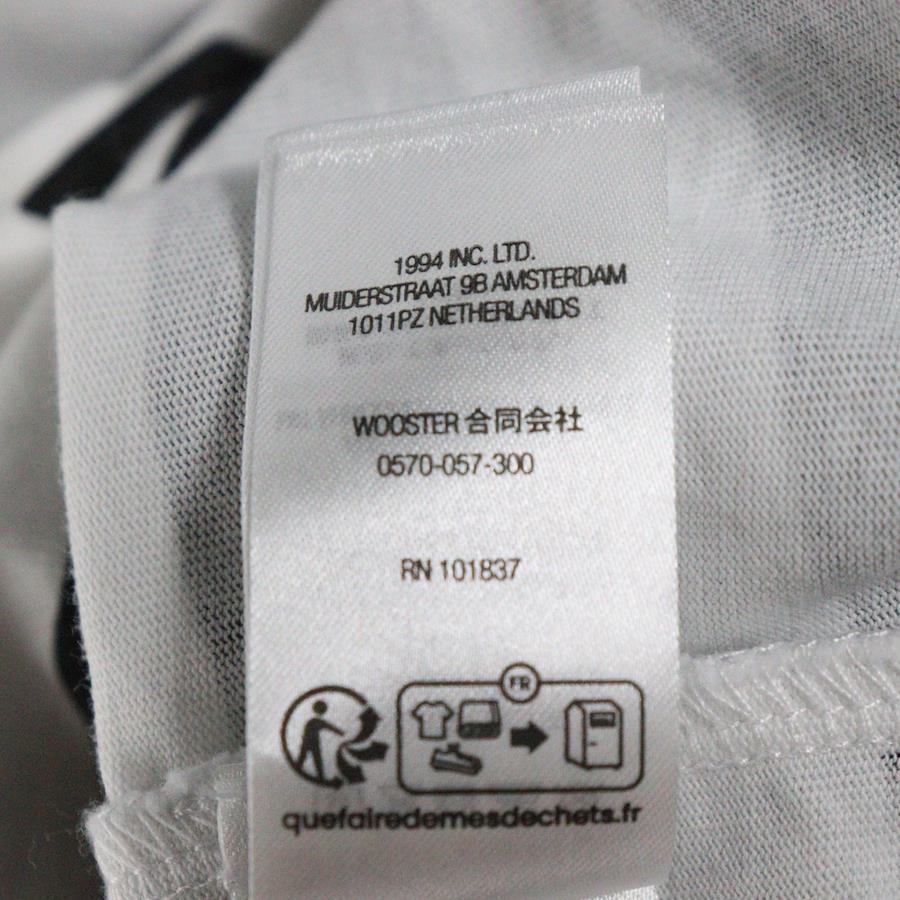 1994 INC. LTD.
MUIDERSTRAAT 9B AMSTERDAM
1011PZ NETHERLANDS
WOOSTER 合同会社
0570-057-300
RN 101837
FR
quefairedemesdechets.fr